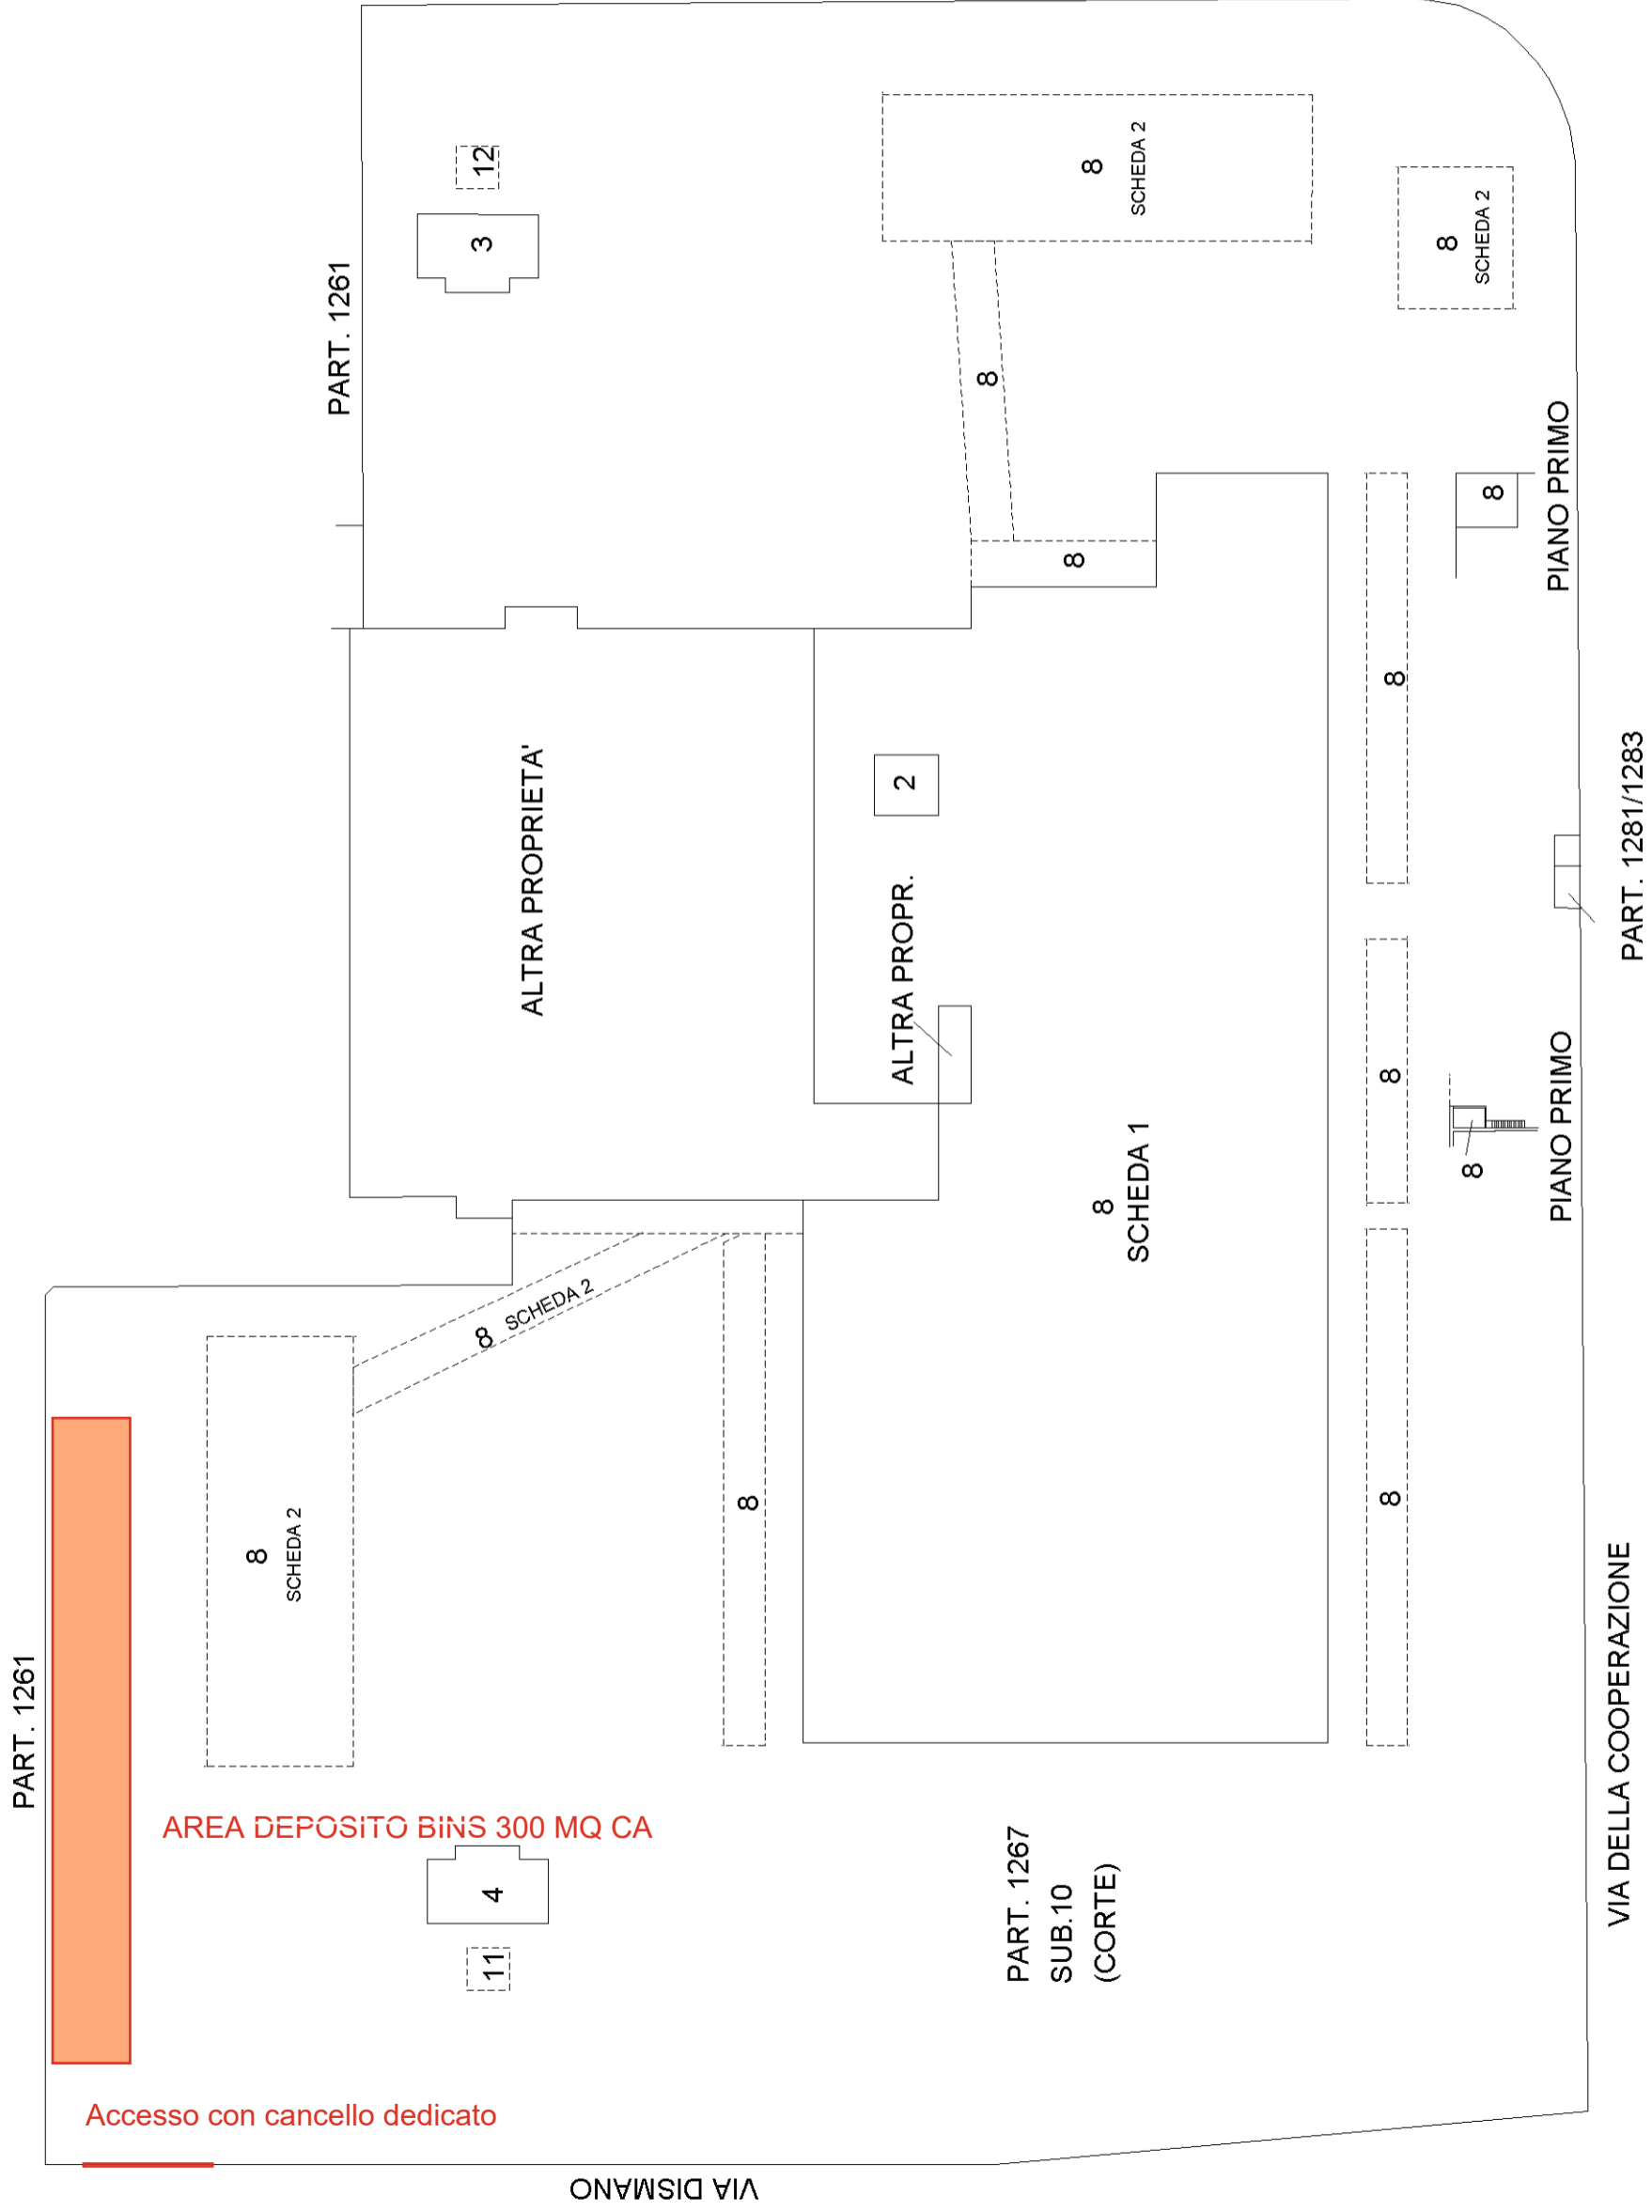 PART. 1261
12
3
8
SCHEDA 2
8
SCHEDA 2
PART. 1261
8
8
8
PIANO PRIMO
ALTRA PROPRIETA'
2
8
ALTRA PROPR.
PART. 1281/1283
8
8
PIANO PRIMO
8
SCHEDA 1
8 SCHEDA 2
8
SCHEDA 2
8
8
VIA DELLA COOPERAZIONE
AREA DEPOSITO BINS 300 MQ CA
4
11
PART. 1267
SUB.10
(CORTE)
Accesso con cancello dedicato
VIA DISMANO